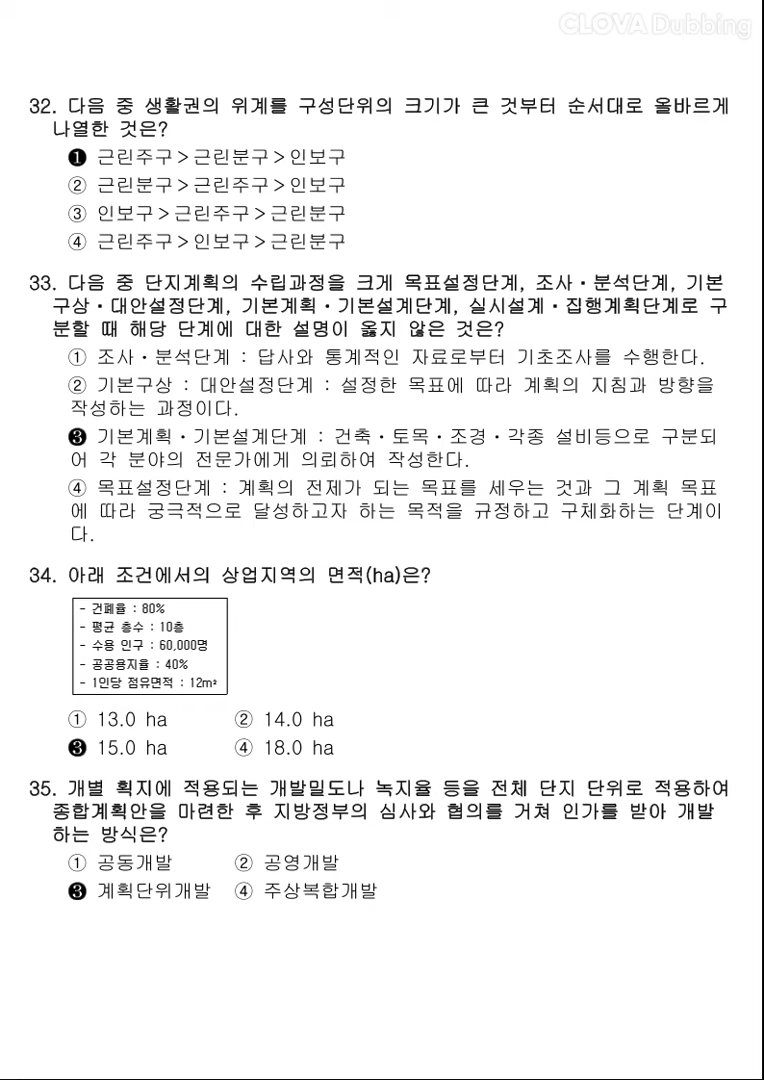 CLOVA Dubbing
32. 다음 중 생활권의 위계를 구성단위의 크기가 큰 것부터 순서대로 올바르게
나열한 것은?
❶ 근린주구 > 근린분구 > 인보구
② 근린분구 > 근린주구 > 인보구
③ 인보구 > 근린주구 > 근린분구
④ 근린주구 > 인보구 > 근린분구
33. 다음 중 단지계획의 수립과정을 크게 목표설정단계, 조사・분석단계, 기본
구상・대안설정단계, 기본계획・기본설계단계, 실시설계・집행계획단계로 구
분할 때 해당 단계에 대한 설명이 옳지 않은 것은?
① 조사・분석단계 : 답사와 통계적인 자료로부터 기초조사를 수행한다.
② 기본구상 : 대안설정단계 : 설정한 목표에 따라 계획의 지침과 방향을
작성하는 과정이다.
❸ 기본계획・기본설계단계 : 건축・토목・조경・각종 설비등으로 구분되
어 각 분야의 전문가에게 의뢰하여 작성한다.
④ 목표설정단계 : 계획의 전제가 되는 목표를 세우는 것과 그 계획 목표
에 따라 궁극적으로 달성하고자 하는 목적을 규정하고 구체화하는 단계이
다.
34. 아래 조건에서의 상업지역의 면적(ha)은?
- 건폐율 : 80%
- 평균 층수 : 10층
- 수용 인구 : 60,000명
- 공공용지율 : 40%
- 1인당 점유면적 : 12m²
① 13.0 ha ② 14.0 ha
❸ 15.0 ha ④ 18.0 ha
35. 개별 획지에 적용되는 개발밀도나 녹지율 등을 전체 단지 단위로 적용하여
종합계획안을 마련한 후 지방정부의 심사와 협의를 거쳐 인가를 받아 개발
하는 방식은?
① 공동개발 ② 공영개발
❸ 계획단위개발 ④ 주상복합개발